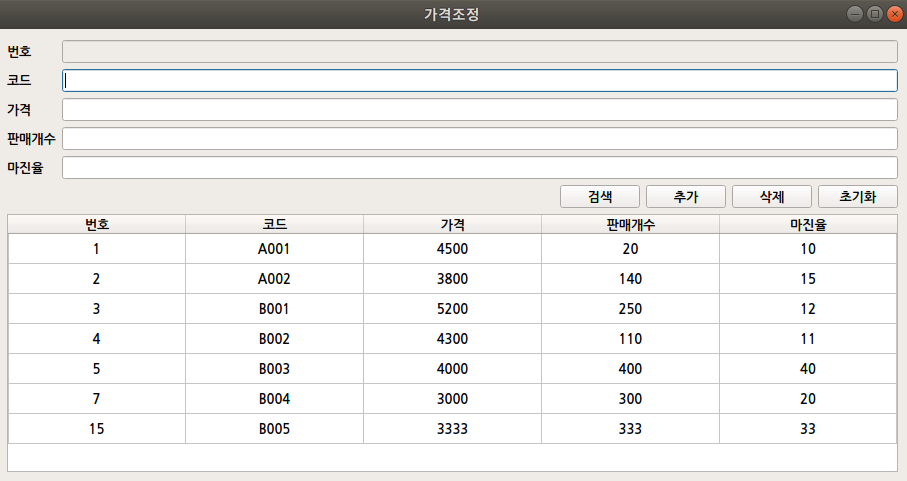 가격조정
번호
코드
가격
판매개수
마진율
검색 추가 삭제 초기화
번호 코드 가격 판매개수 마진율
1 A001 4500 20 10
2 A002 3800 140 15
3 B001 5200 250 12
4 B002 4300 110 11
5 B003 4000 400 40
7 B004 3000 300 20
15 B005 3333 333 33